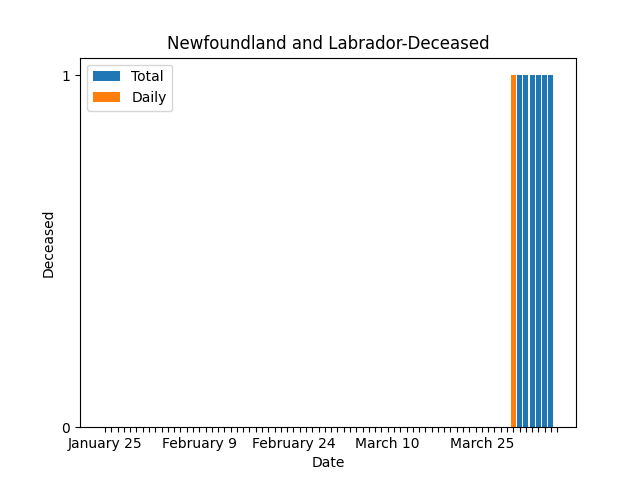 Newfoundland and Labrador-Deceased
Total
Daily
1
Deceased
0
January 25 February 9 February 24 March 10 March 25
Date